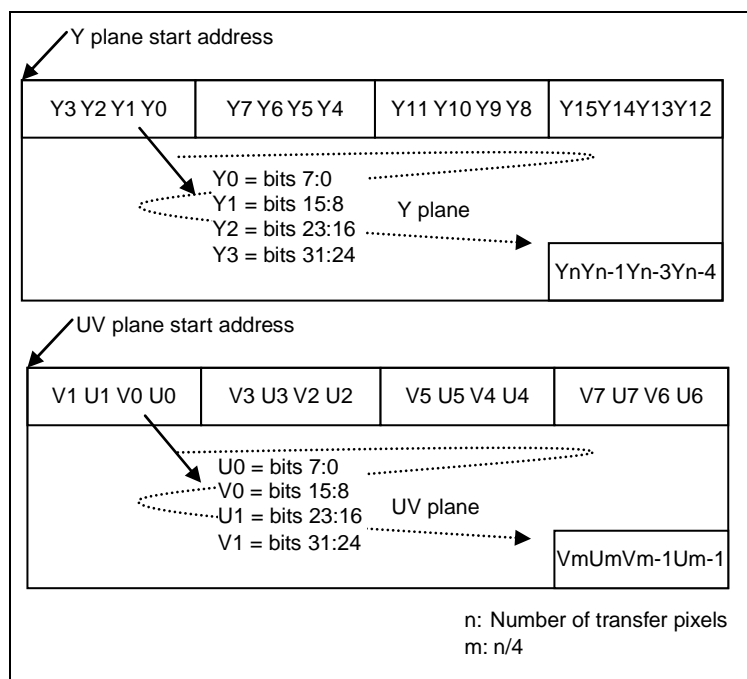 Y plane start address
Y3 Y2 Y1 Y0
Y7 Y6 Y5 Y4
Y11 Y10 Y9 Y8
Y15Y14Y13Y12
Y0 = bits 7:0
Y1 = bits 15:8
Y2 = bits 23:16
Y3 = bits 31:24
Y plane
YnYn-1Yn-3Yn-4
UV plane start address
V1 U1 V0 U0
V3 U3 V2 U2
V5 U5 V4 U4
V7 U7 V6 U6
U0 = bits 7:0
V0 = bits 15:8
U1 = bits 23:16
V1 = bits 31:24
UV plane
VmUmVm-1Um-1
n: Number of transfer pixels
m: n/4